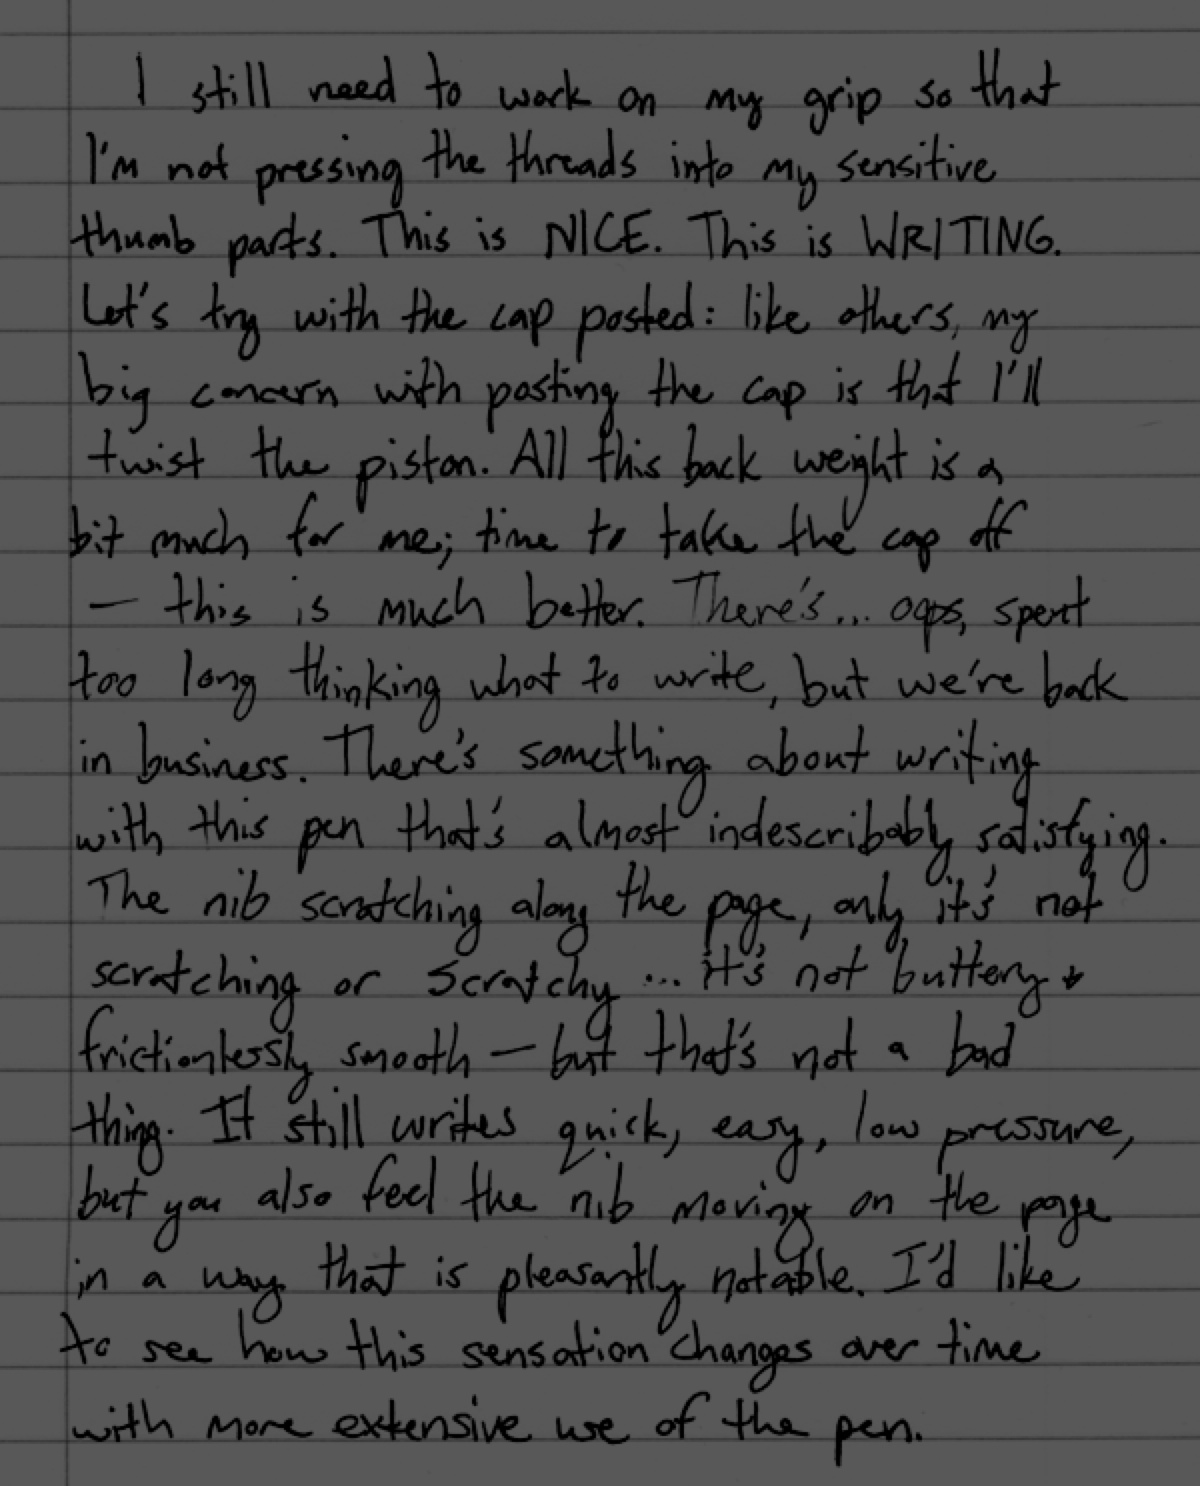 I still need to work on my grip so that
I'm not pressing the threads into my sensitive
thumb parts. This is NICE. This is WRITING.
Let's try with the cap posted: like others, my
big concern with posting the cap is that I'll
twist the piston. All this back weight is a
bit much for me; time to take the cap off
— this is much better. There's... oops, spent
too long thinking what to write, but we're back
in business. There's something about writing
with this pen that's almost indescribably satisfying.
The nib scratching along the page, only it's not
scratching or scratchy... it's not buttery +
frictionlessly smooth — but that's not a bad
thing. It still writes quick, easy, low pressure,
but you also feel the nib moving on the page
in a way that is pleasantly notable. I'd like
to see how this sensation changes over time
with more extensive use of the pen.